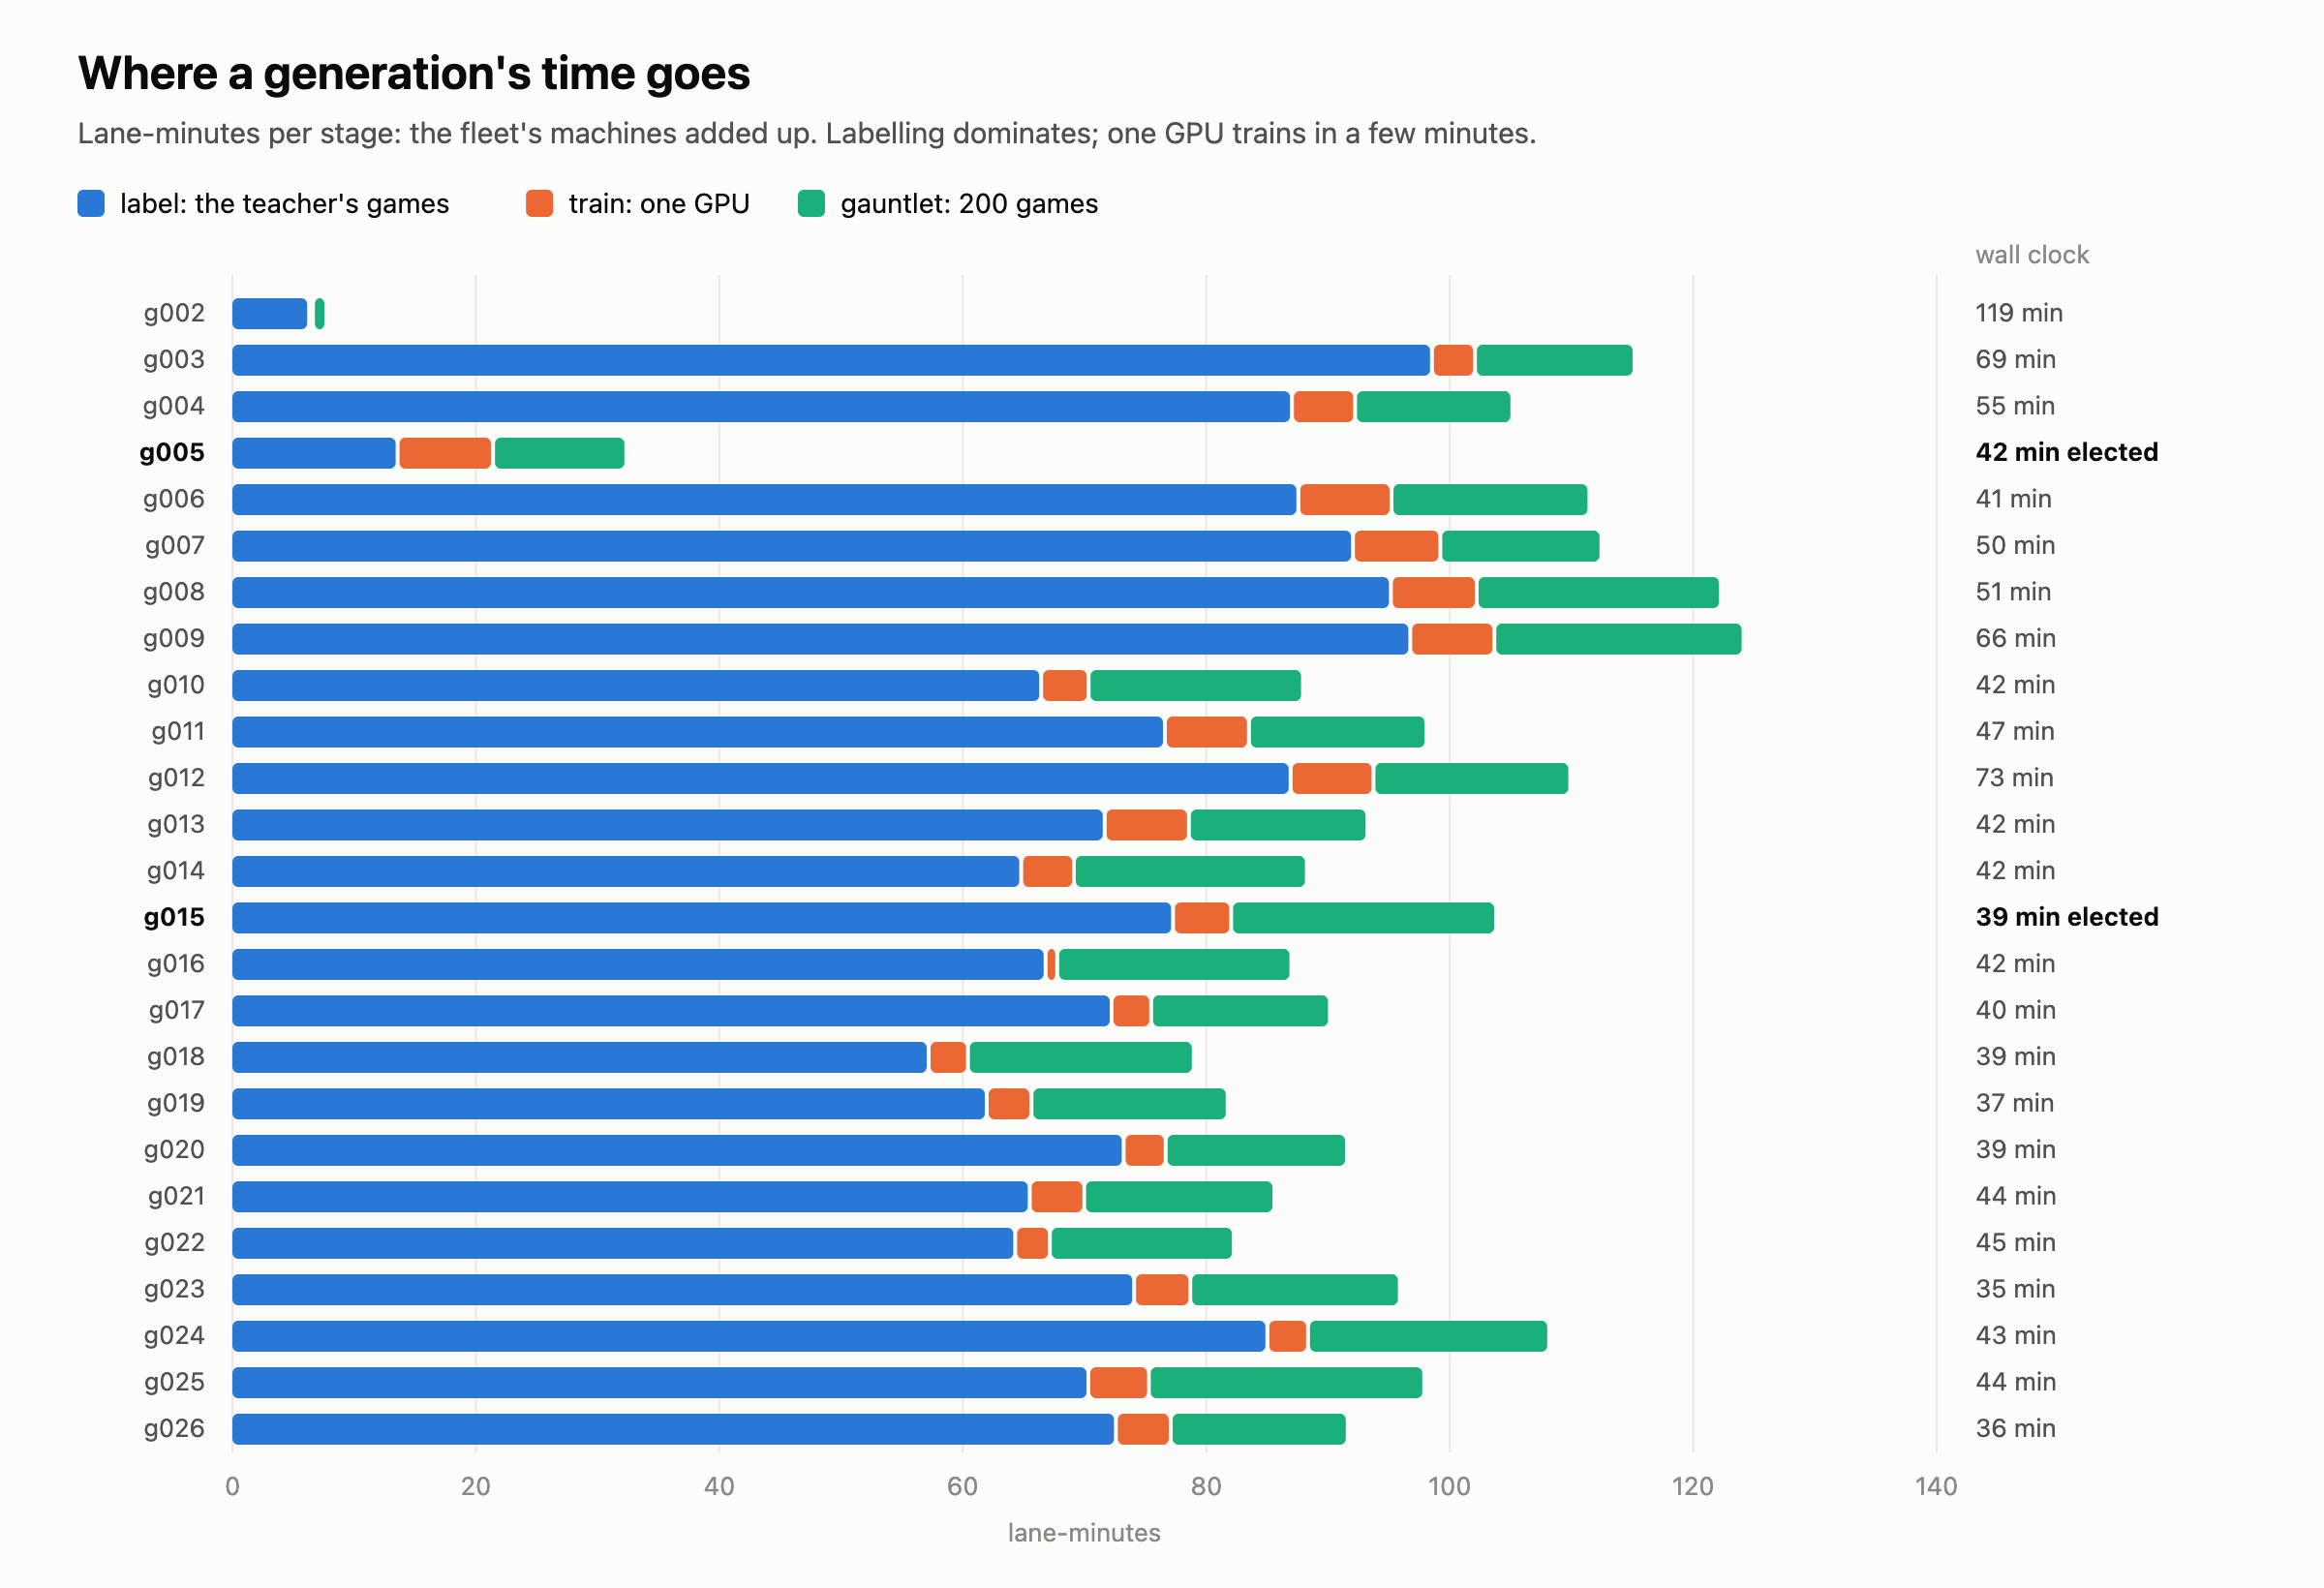 Where a generation's time goes
Lane-minutes per stage: the fleet's machines added up. Labelling dominates; one GPU trains in a few minutes.
label: the teacher's games train: one GPU gauntlet: 200 games
wall clock
g002 119 min
g003 69 min
g004 55 min
g005 42 min elected
g006 41 min
g007 50 min
g008 51 min
g009 66 min
g010 42 min
g011 47 min
g012 73 min
g013 42 min
g014 42 min
g015 39 min elected
g016 42 min
g017 40 min
g018 39 min
g019 37 min
g020 39 min
g021 44 min
g022 45 min
g023 35 min
g024 43 min
g025 44 min
g026 36 min
0 20 40 60 80 100 120 140
lane-minutes